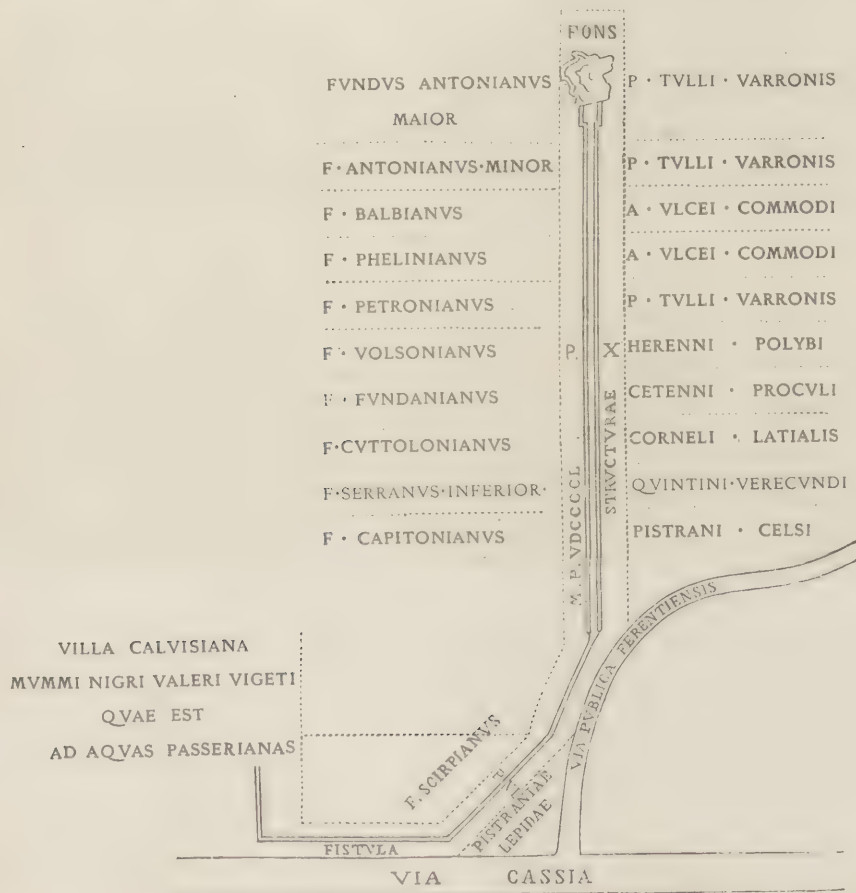 FONS
FVNDVS ANTONIANVS
MAIOR
P · TVLLI · VARRONIS
F · ANTONIANVS · MINOR
P · TVLLI · VARRONIS
F · BALBIANVS
A · VLCEI · COMMODI
F · PHELINIANVS
A · VLCEI · COMMODI
F · PETRONIANVS
P · TVLLI · VARRONIS
F · VOLSONIANVS
P. X
HERENNI · POLYBI
F · FVNDANIANVS
CETENNI · PROCVLI
F · CVTTOLONIANVS
CORNELI · LATIALIS
F · SERRANVS · INFERIOR ·
QVINTINI · VERECVNDI
F · CAPITONIANVS
PISTRANI · CELSI
M. P. VDCCCCL
STRVCTVRAE
VIA PVBLICA FERENTIENSIS
VILLA CALVISIANA
MVMMI NIGRI VALERI VIGETI
QVAE EST
AD AQVAS PASSERIANAS
F. SCIRPIANVS
PISTRANIAE
LEPIDAE
FISTVLA
VIA CASSIA